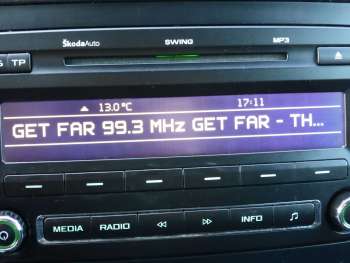 ŠkodaAuto SWING MP3
TP
13.0°C 17:11
GET FAR 99.3 MHz GET FAR - TH...
MEDIA RADIO INFO